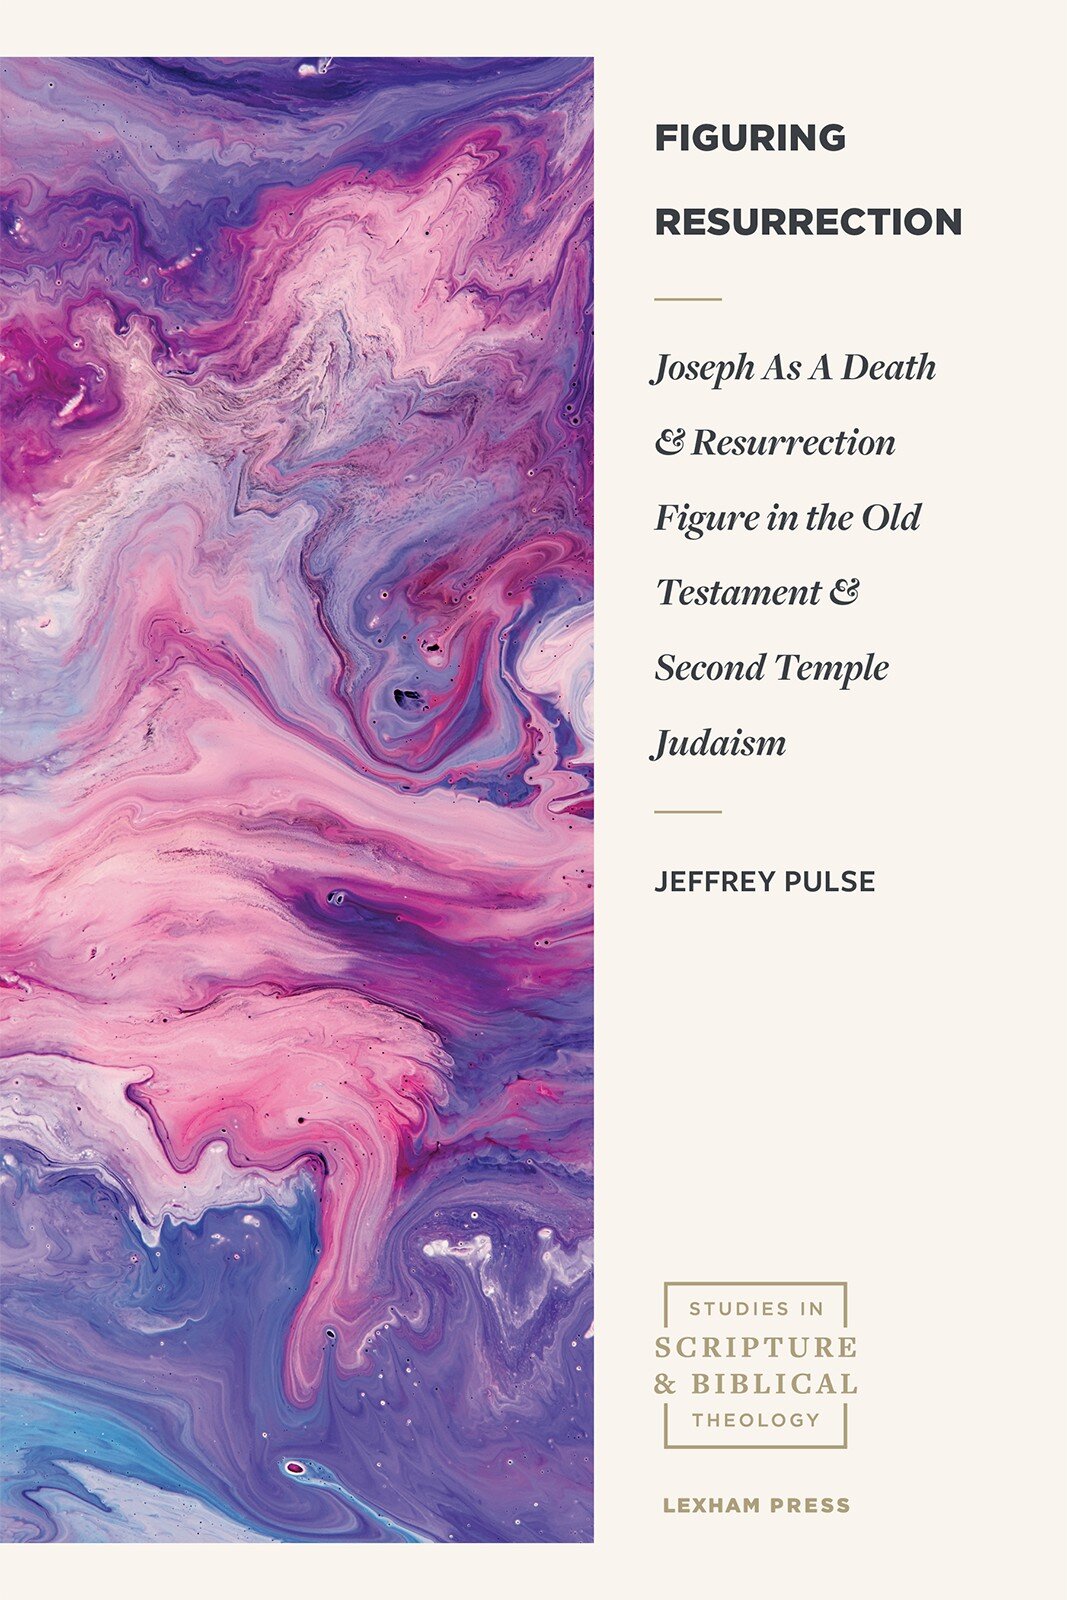 FIGURING
RESURRECTION
Joseph As A Death
& Resurrection
Figure in the Old
Testament &
Second Temple
Judaism
JEFFREY PULSE
STUDIES IN
SCRIPTURE
& BIBLICAL
THEOLOGY
LEXHAM PRESS